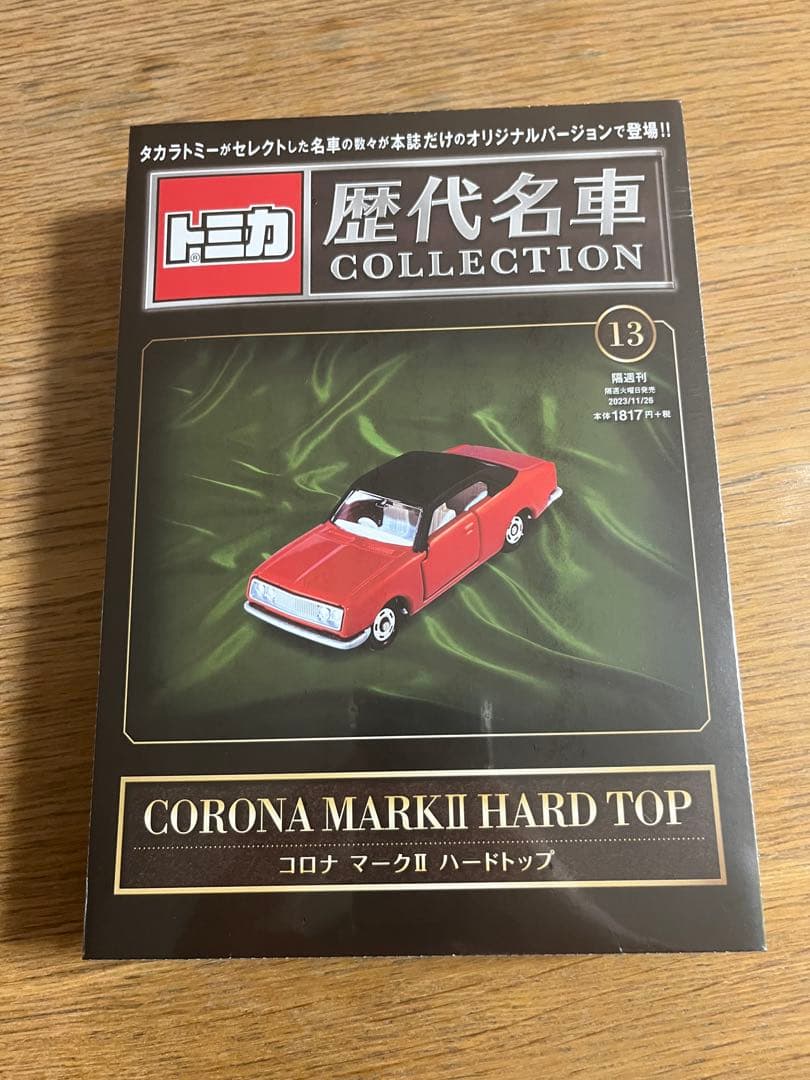 タカラトミーがセレクトした名車の数々が本誌だけのオリジナルバージョンで登場!!
トミカ®
歴代名車
COLLECTION
13
隔週刊
隔週火曜日発売
2023/11/26
本体1817円+税
CORONA MARKⅡ HARD TOP
コロナ マークⅡ ハードトップ